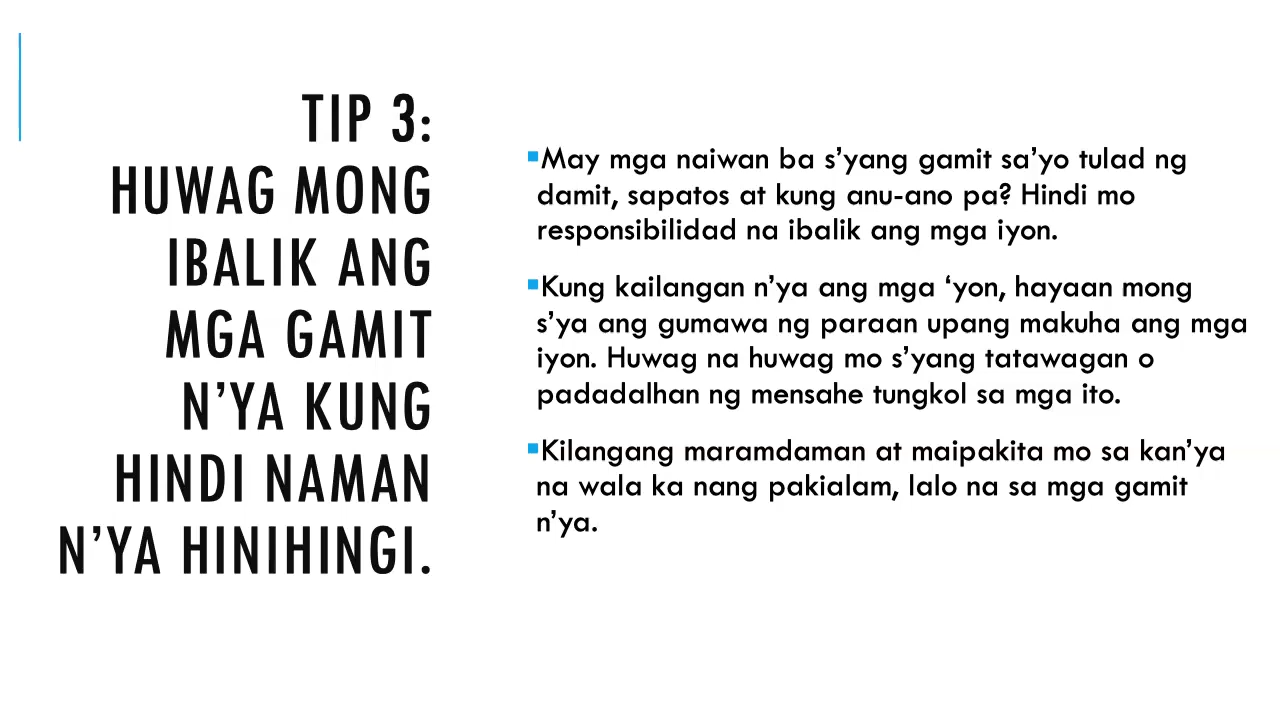 TIP 3:
HUWAG MONG
IBALIK ANG
MGA GAMIT
N’YA KUNG
HINDI NAMAN
N’YA HINIHINGI.
▪May mga naiwan ba s’yang gamit sa’yo tulad ng
damit, sapatos at kung anu-ano pa? Hindi mo
responsibilidad na ibalik ang mga iyon.
▪Kung kailangan n’ya ang mga ‘yon, hayaan mong
s’ya ang gumawa ng paraan upang makuha ang mga
iyon. Huwag na huwag mo s’yang tatawagan o
padadalhan ng mensahe tungkol sa mga ito.
▪Kilangang maramdaman at maipakita mo sa kan’ya
na wala ka nang pakialam, lalo na sa mga gamit
n’ya.